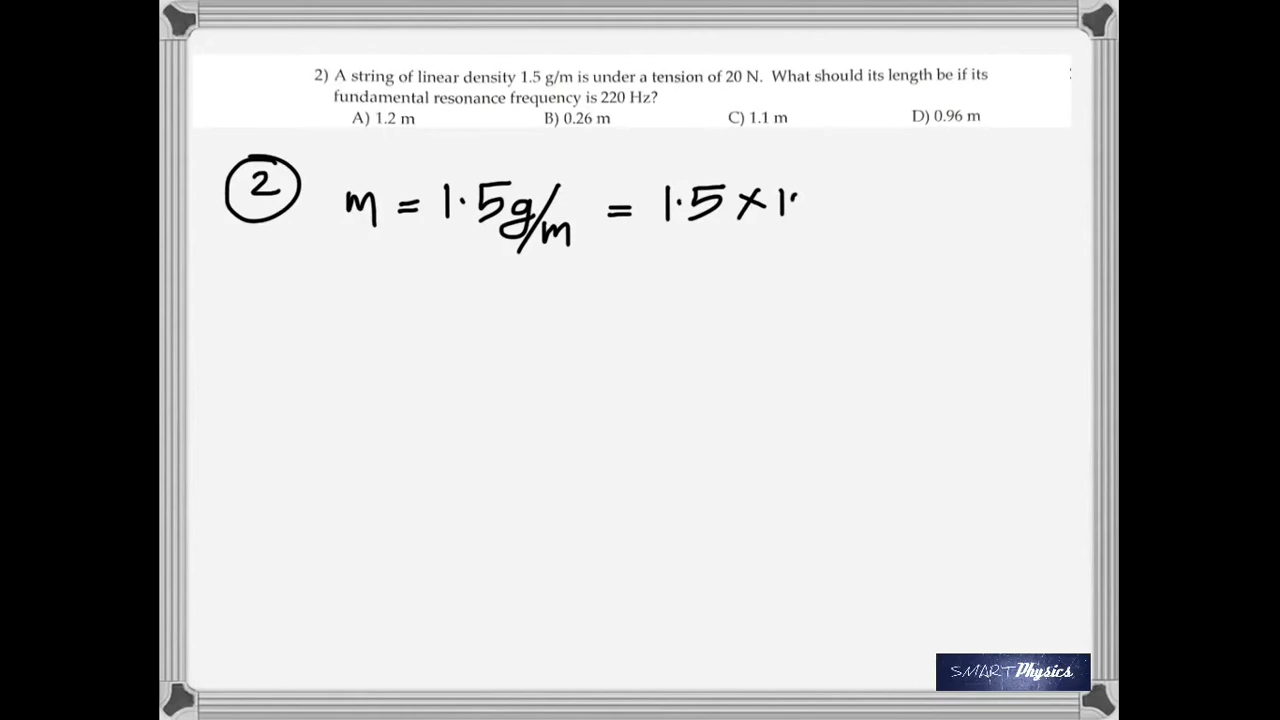 2) A string of linear density 1.5 g/m is under a tension of 20 N. What should its length be if its
fundamental resonance frequency is 220 Hz?
A) 1.2 m B) 0.26 m C) 1.1 m D) 0.96 m
2 m = 1.5g/m = 1.5 × 1
SMARTPhysics